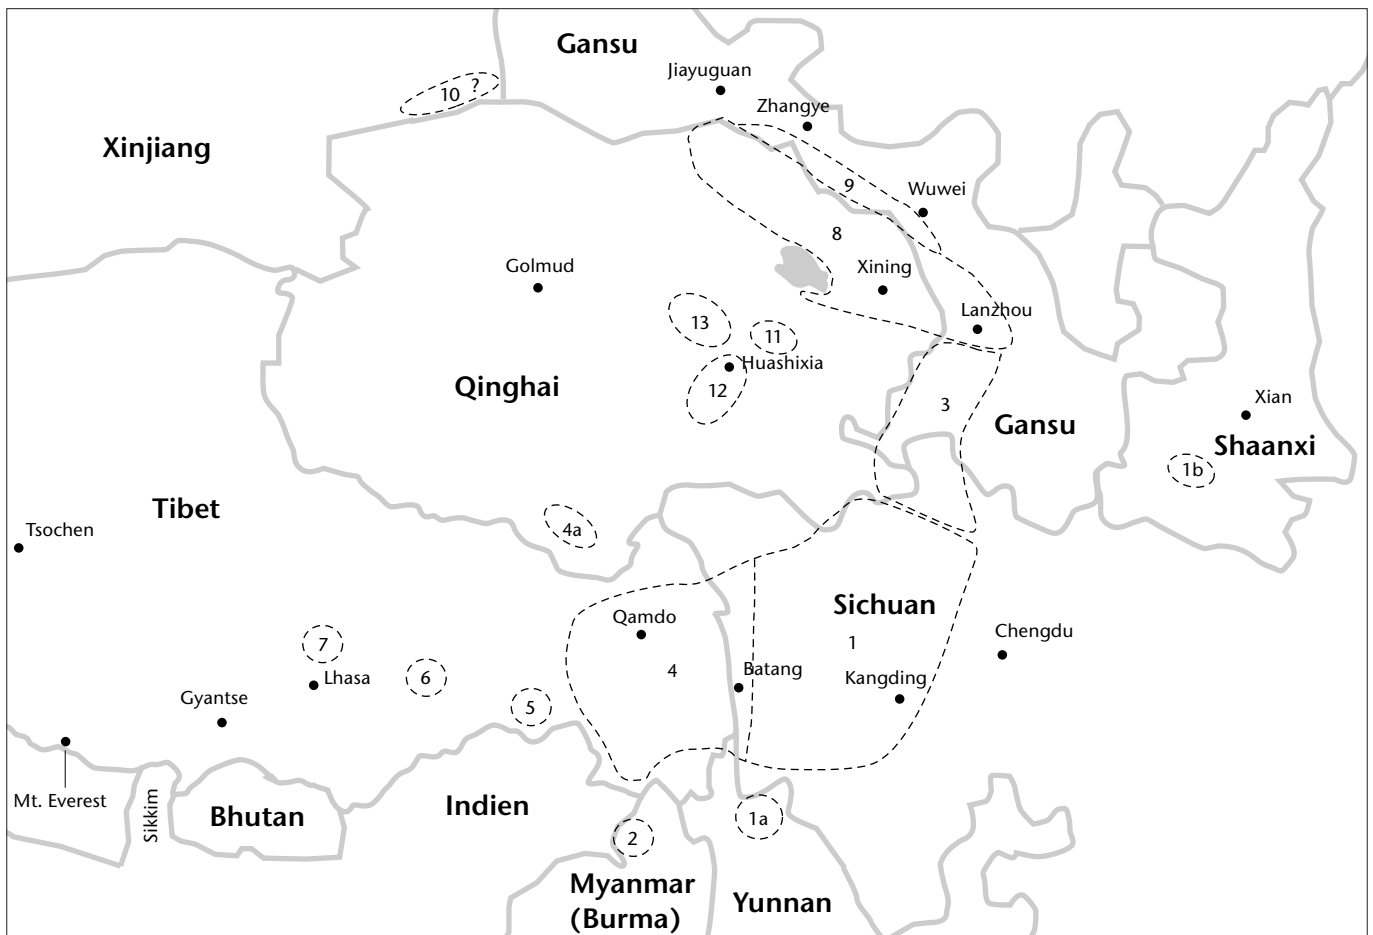 Gansu
Jiayuguan
10 ?
Zhangye
Xinjiang
9
Wuwei
8
Golmud
Xining
13
11
Lanzhou
Huashixia
Qinghai
12
3
Xian
Gansu
Shaanxi
1b
Tibet
Tsochen
4a
Qamdo
Sichuan
7
1
Chengdu
Lhasa
6
4
Batang
Kangding
Gyantse
5
Mt. Everest
Sikkim
Bhutan
Indien
1a
2
Myanmar
(Burma)
Yunnan